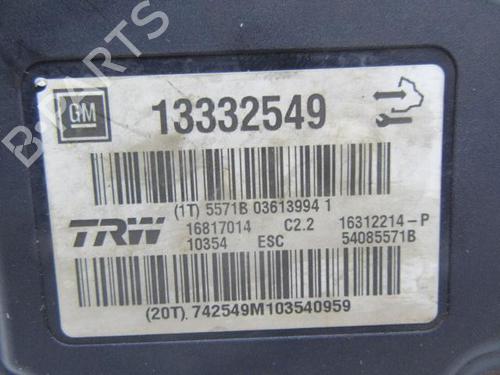 GM 13332549
(1T) 5571B 03613994 1
TRW 16817014 C2.2 16312214-P
10354 ESC 54085571B
(20T). 742549M103540959
B-PARTS